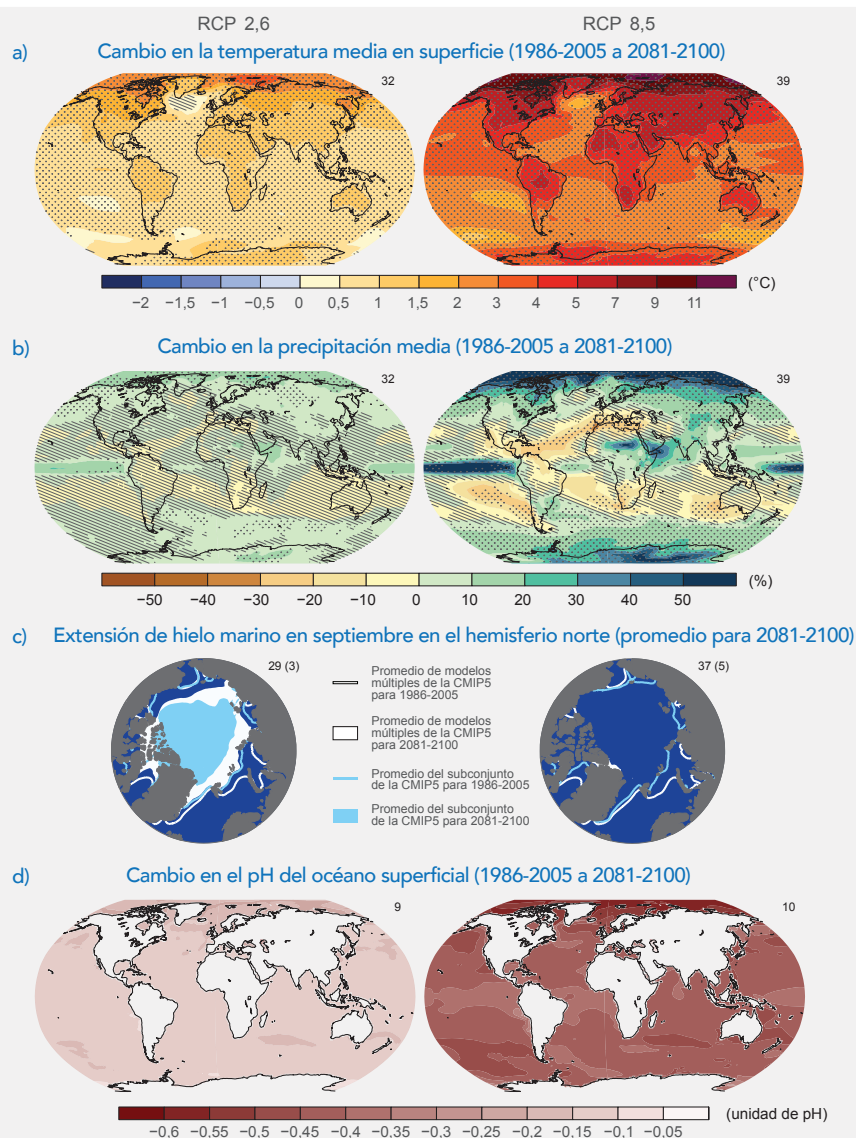 RCP 2,6
RCP 8,5
a) Cambio en la temperatura media en superficie (1986-2005 a 2081-2100)
32
39
−2 −1,5 −1 −0,5 0 0,5 1 1,5 2 3 4 5 7 9 11
(°C)
b) Cambio en la precipitación media (1986-2005 a 2081-2100)
32
39
−50 −40 −30 −20 −10 0 10 20 30 40 50
(%)
c) Extensión de hielo marino en septiembre en el hemisferio norte (promedio para 2081-2100)
29 (3)
37 (5)
Promedio de modelos
múltiples de la CMIP5
para 1986-2005
Promedio de modelos
múltiples de la CMIP5
para 2081-2100
Promedio del subconjunto
de la CMIP5 para 1986-2005
Promedio del subconjunto
de la CMIP5 para 2081-2100
d) Cambio en el pH del océano superficial (1986-2005 a 2081-2100)
9
10
−0,6 −0,55 −0,5 −0,45 −0,4 −0,35 −0,3 −0,25 −0,2 −0,15 −0,1 −0,05
(unidad de pH)